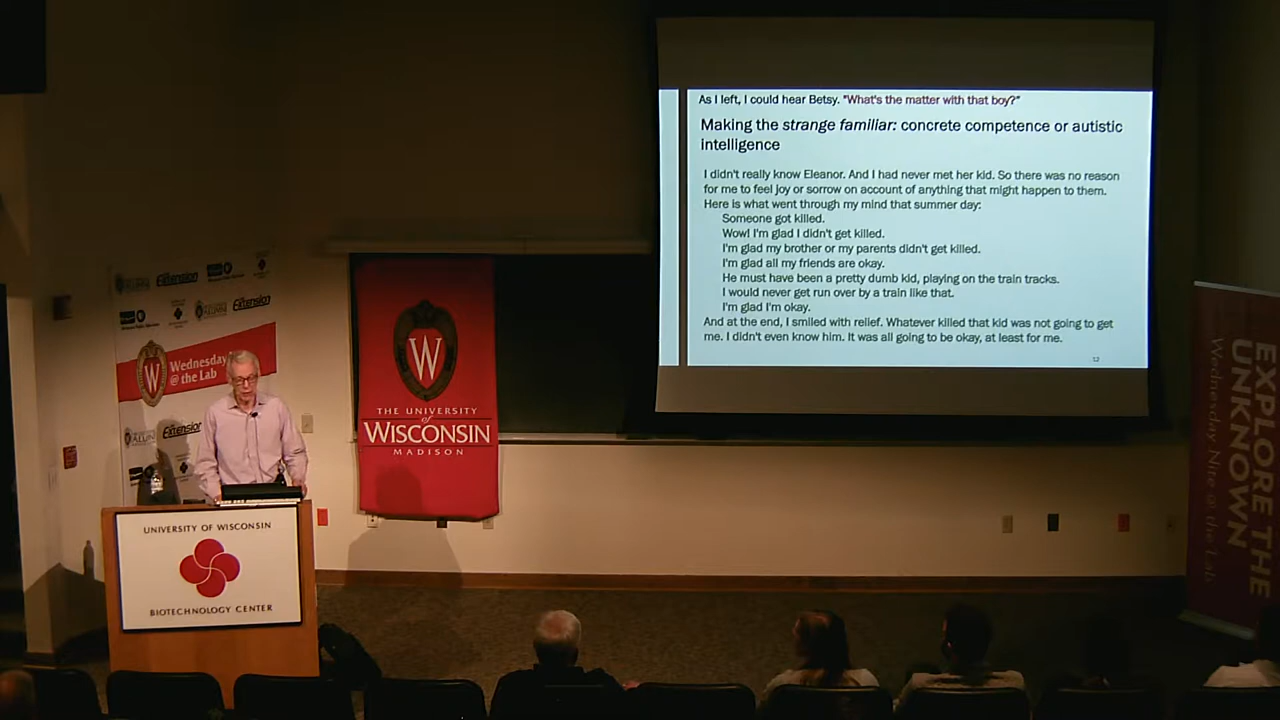 As I left, I could hear Betsy. "What's the matter with that boy?"
Making the strange familiar: concrete competence or autistic
intelligence
I didn't really know Eleanor. And I had never met her kid. So there was no reason
for me to feel joy or sorrow on account of anything that might happen to them.
Here is what went through my mind that summer day:
Someone got killed.
Wow! I'm glad I didn't get killed.
I'm glad my brother or my parents didn't get killed.
I'm glad all my friends are okay.
He must have been a pretty dumb kid, playing on the train tracks.
I would never get run over by a train like that.
I'm glad I'm okay.
And at the end, I smiled with relief. Whatever killed that kid was not going to get
me. I didn't even know him. It was all going to be okay, at least for me.
12
Extension
Extension
Wednesday
@ the Lab
Extension
W
THE UNIVERSITY
of
WISCONSIN
MADISON
UNIVERSITY OF WISCONSIN
BIOTECHNOLOGY CENTER
EXPLORE THE
UNKNOWN
Wednesday Nite @ the Lab